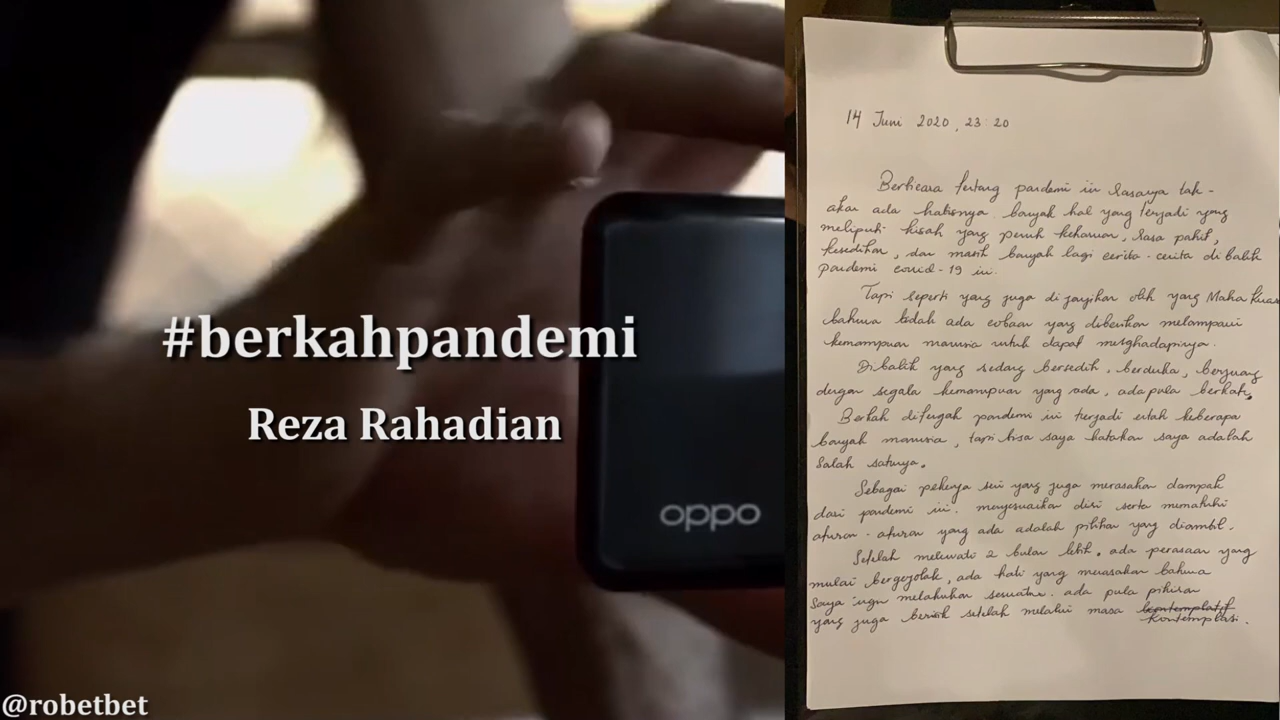 #berkahpandemi
Reza Rahadian
oppo
@robetbet
14 Juni 2020, 23:20
Berbicara tentang pandemi ini rasanya tak -
akan ada habisnya. banyak hal yang terjadi yang
meliputi kisah yang penuh keharuan, rasa pahit,
kesedihan, dan masih banyak lagi cerita - cerita di balik
pandemi covid-19 ini.
Tapi seperti yang juga di janjikan oleh yang Maha Kuasa
bahwa tidak ada cobaan yang diberikan melampaui
kemampuan manusia untuk dapat menghadapinya.
Di balik yang sedang bersedih, berduka, berjuang
dengan segala kemampuan yang ada, ada pula berkah.
Berkah ditengah pandemi ini terjadi entah keberapa
banyak manusia, tapi bisa saya katakan saya adalah
salah satunya.
Sebagai pekerja seni yang juga merasakan dampak
dari pandemi ini. menyesuaikan diri serta mematuhi
aturan - aturan yang ada adalah pilihan yang diambil.
Setelah melewati 2 bulan lebih. ada perasaan yang
mulai bergejolak, ada hati yang merasakan bahwa
saya ingin melakukan sesuatu. ada pula pikiran
yang juga berisik setelah melalui masa kontemplatif
kontemplasi.